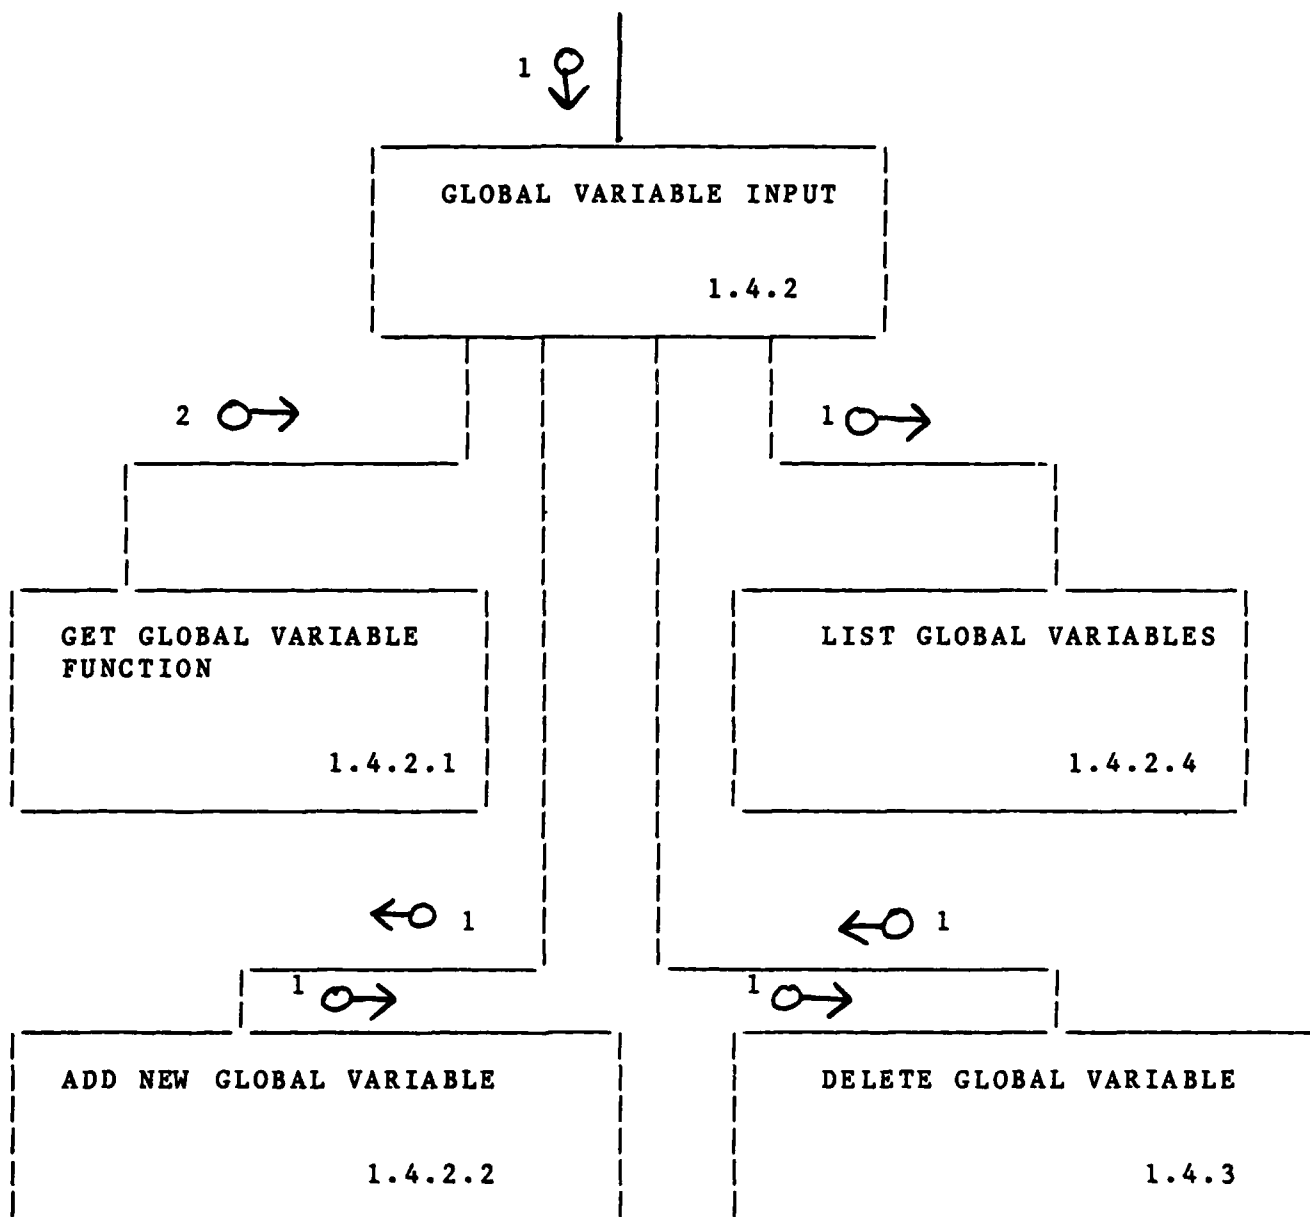 1
GLOBAL VARIABLE INPUT
1.4.2
2
1
GET GLOBAL VARIABLE
FUNCTION
1.4.2.1
LIST GLOBAL VARIABLES
1.4.2.4
1
1
1
1
ADD NEW GLOBAL VARIABLE
1.4.2.2
DELETE GLOBAL VARIABLE
1.4.3